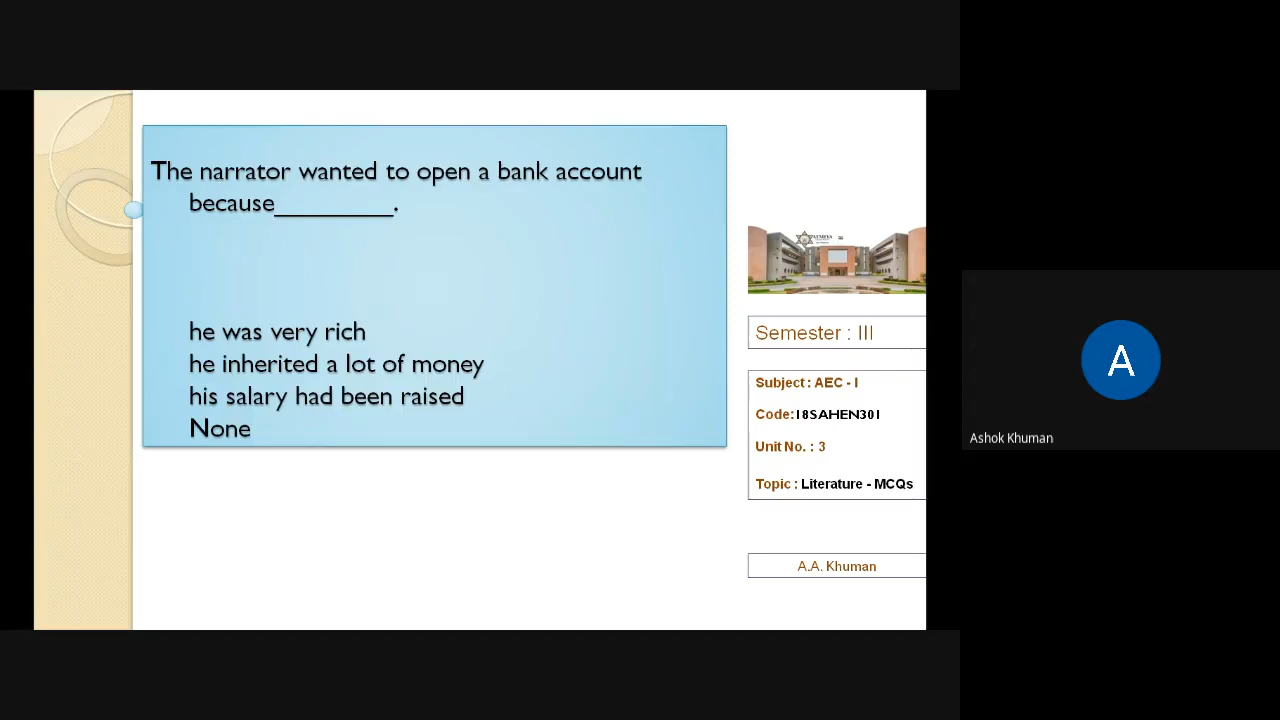 The narrator wanted to open a bank account
because_________.
he was very rich
he inherited a lot of money
his salary had been raised
None
Semester : III
Subject : AEC - I
Code:18SAHEN301
Unit No. : 3
Topic : Literature - MCQs
A.A. Khuman
A
Ashok Khuman